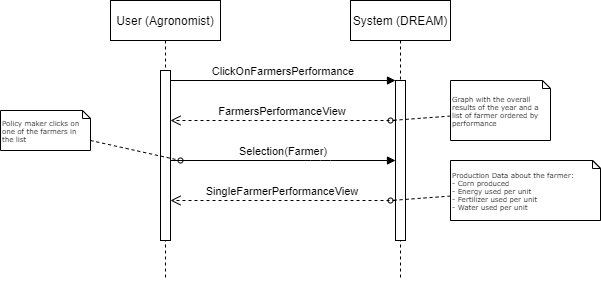 User (Agronomist)
System (DREAM)
ClickOnFarmersPerformance
FarmersPerformanceView
Graph with the overall
results of the year and a
list of farmer ordered by
performance
Policy maker clicks on
one of the farmers in
the list
Selection(Farmer)
SingleFarmerPerformanceView
Production Data about the farmer:
- Corn produced
- Energy used per unit
- Fertilizer used per unit
- Water used per unit